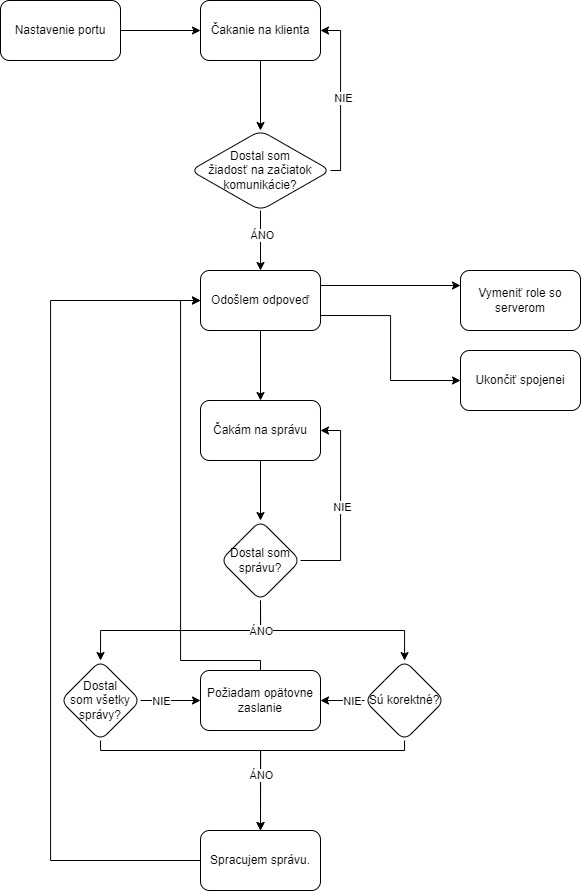 Nastavenie portu
Čakanie na klienta
NIE
Dostal som
žiadosť na začiatok
komunikácie?
ÁNO
Odošlem odpoveď
Vymeniť role so
serverom
Ukončiť spojenei
Čakám na správu
NIE
Dostal som
správu?
ÁNO
Dostal
som všetky
správy?
NIE
Požiadam opätovne
zaslanie
NIE
Sú korektné?
ÁNO
Spracujem správu.